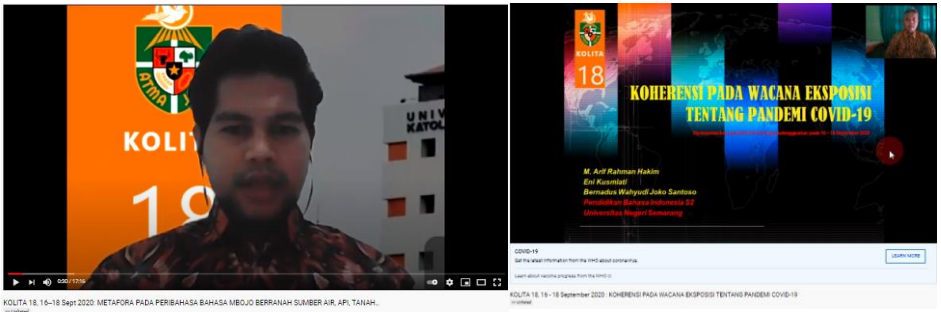 ATMA JA
KOLIT
18
UNIV
KATOL
0:00 / 17:16
KOLITA 18, 16–18 Sept 2020: METAFORA PADA PERIBAHASA BAHASA MBOJO BERRANAH SUMBER AIR, API, TANAH..
KOLITA
18
KOHERENSI PADA WACANA EKSPOSISI
TENTANG PANDEMI COVID-19
M. Arif Rahman Hakim
Eni Kusmiati
Bernadus Wahyudi Joko Santoso
Pendidikan Bahasa Indonesia S2
Universitas Negeri Semarang
COVID-19
Get the latest information from the WHO about coronavirus.
LEARN MORE
Learn about vaccine progress from the WHO
KOLITA 18, 16 - 18 September 2020 : KOHERENSI PADA WACANA EKSPOSISI TENTANG PANDEMI COVID-19